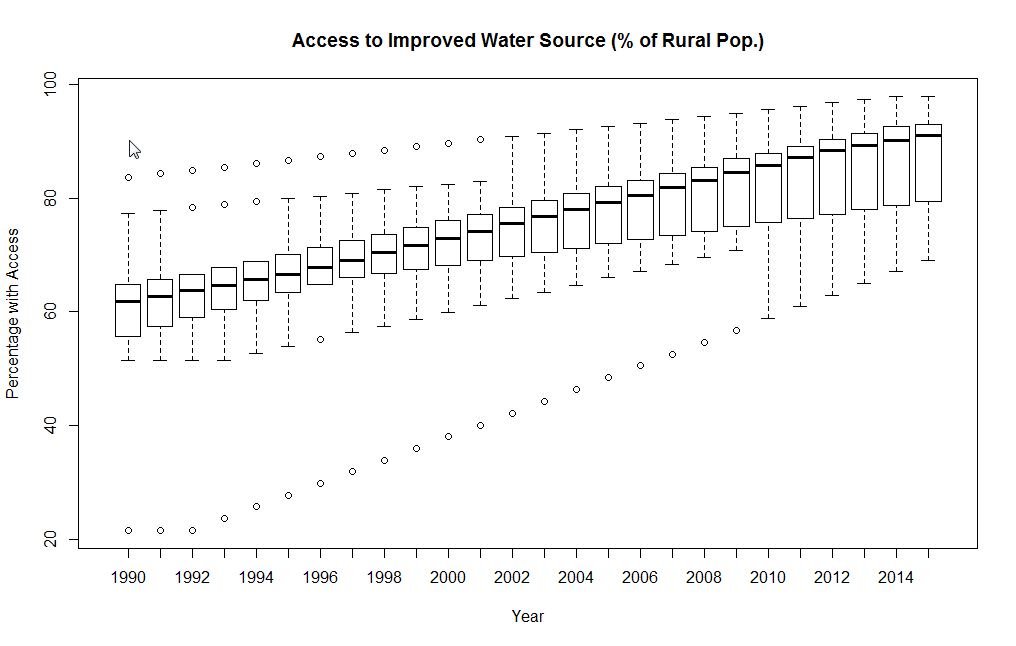 Access to Improved Water Source (% of Rural Pop.)
Percentage with Access
100
80
60
40
20
1990 1992 1994 1996 1998 2000 2002 2004 2006 2008 2010 2012 2014
Year